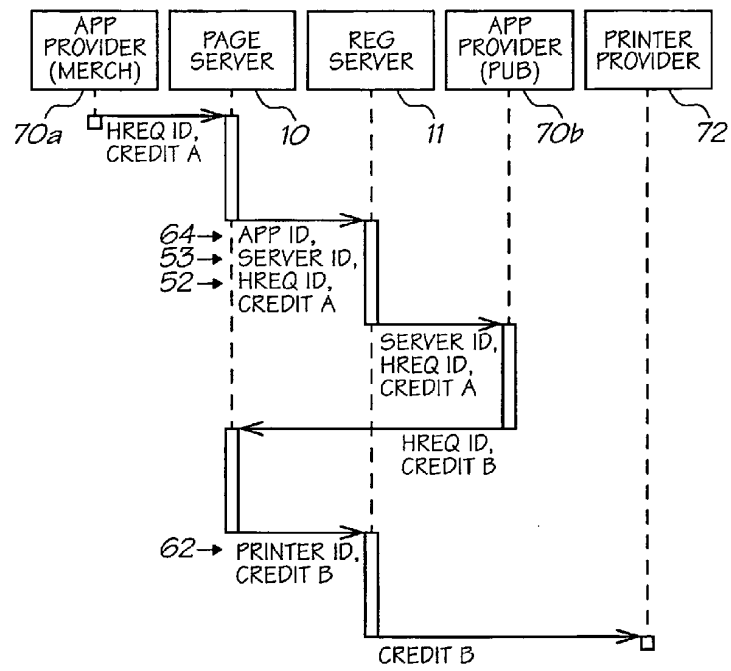 APP
PROVIDER
(MERCH)
PAGE
SERVER
REG
SERVER
APP
PROVIDER
(PUB)
PRINTER
PROVIDER
70a
10
11
70b
72
HREQ ID,
CREDIT A
64 → APP ID,
53 → SERVER ID,
52 → HREQ ID,
CREDIT A
SERVER ID,
HREQ ID,
CREDIT A
HREQ ID,
CREDIT B
62 → PRINTER ID,
CREDIT B
CREDIT B